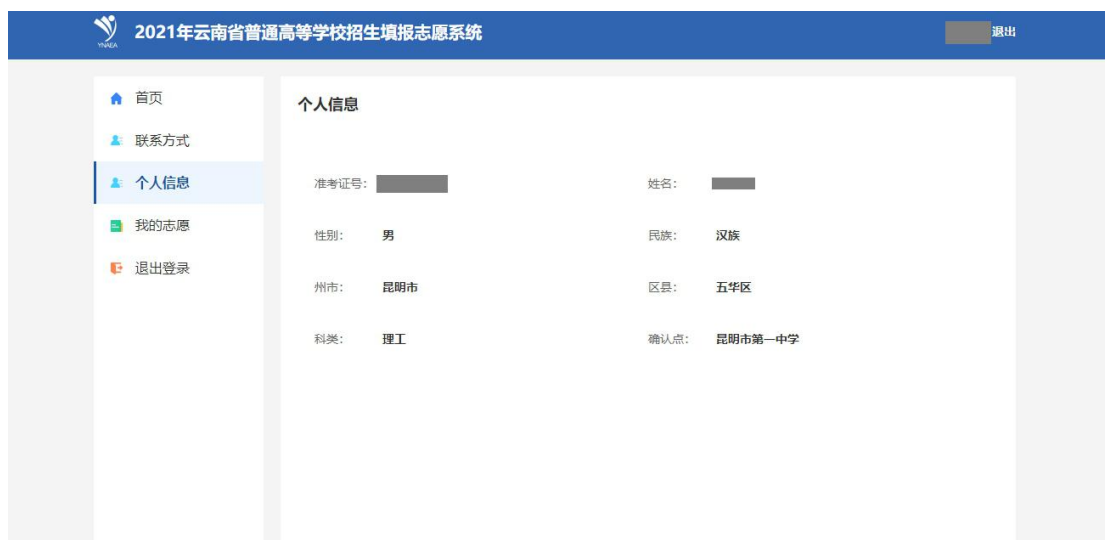 YNAEA
2021年云南省普通高等学校招生填报志愿系统
退出
首页
联系方式
个人信息
我的志愿
退出登录
个人信息
准考证号： 姓名：
性别： 男 民族： 汉族
州市： 昆明市 区县： 五华区
科类： 理工 确认点： 昆明市第一中学